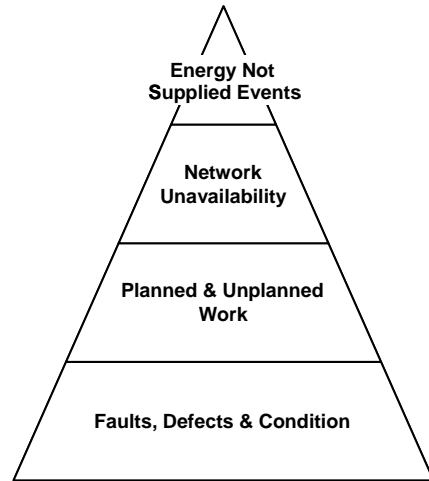 Energy Not
Supplied Events
Network
Unavailability
Planned & Unplanned
Work
Faults, Defects & Condition